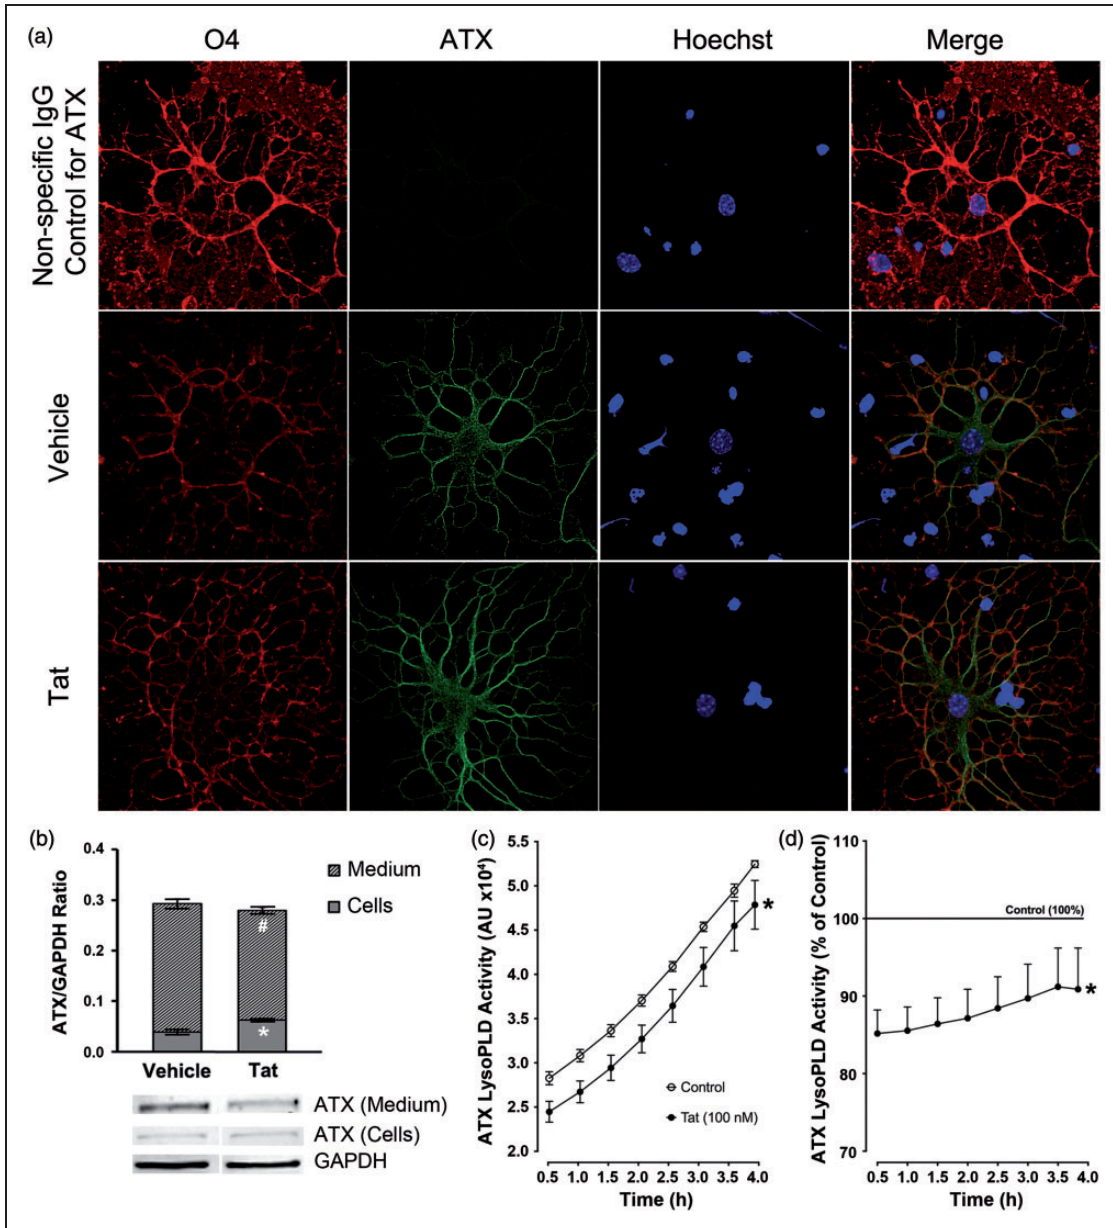 (a)
O4 ATX Hoechst Merge
Non-specific IgG
Control for ATX
Vehicle
Tat
(b)
ATX/GAPDH Ratio
0.4
0.3
0.2
0.1
0.0
#
*
Vehicle Tat
Medium
Cells
ATX (Medium)
ATX (Cells)
GAPDH
(c)
ATX LysoPLD Activity (AU x10⁴)
5.5
5.0
4.5
4.0
3.5
3.0
2.5
2.0
*
Control
Tat (100 nM)
0.5 1.0 1.5 2.0 2.5 3.0 3.5 4.0
Time (h)
(d)
ATX LysoPLD Activity (% of Control)
110
100
90
80
70
Control (100%)
*
0.5 1.0 1.5 2.0 2.5 3.0 3.5 4.0
Time (h)